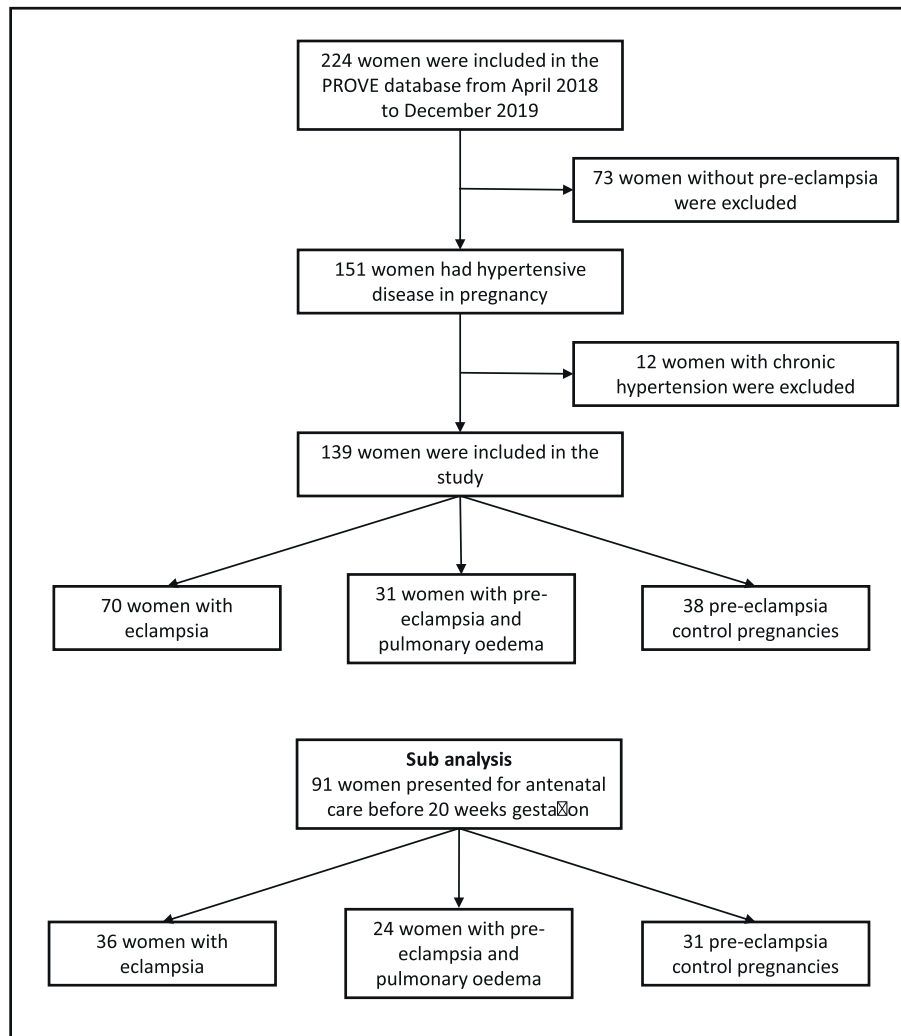 224 women were included in the
PROVE database from April 2018
to December 2019
73 women without pre-eclampsia
were excluded
151 women had hypertensive
disease in pregnancy
12 women with chronic
hypertension were excluded
139 women were included in the
study
70 women with
eclampsia
31 women with pre-
eclampsia and
pulmonary oedema
38 pre-eclampsia
control pregnancies
Sub analysis
91 women presented for antenatal
care before 20 weeks gesta☒on
36 women with
eclampsia
24 women with pre-
eclampsia and
pulmonary oedema
31 pre-eclampsia
control pregnancies